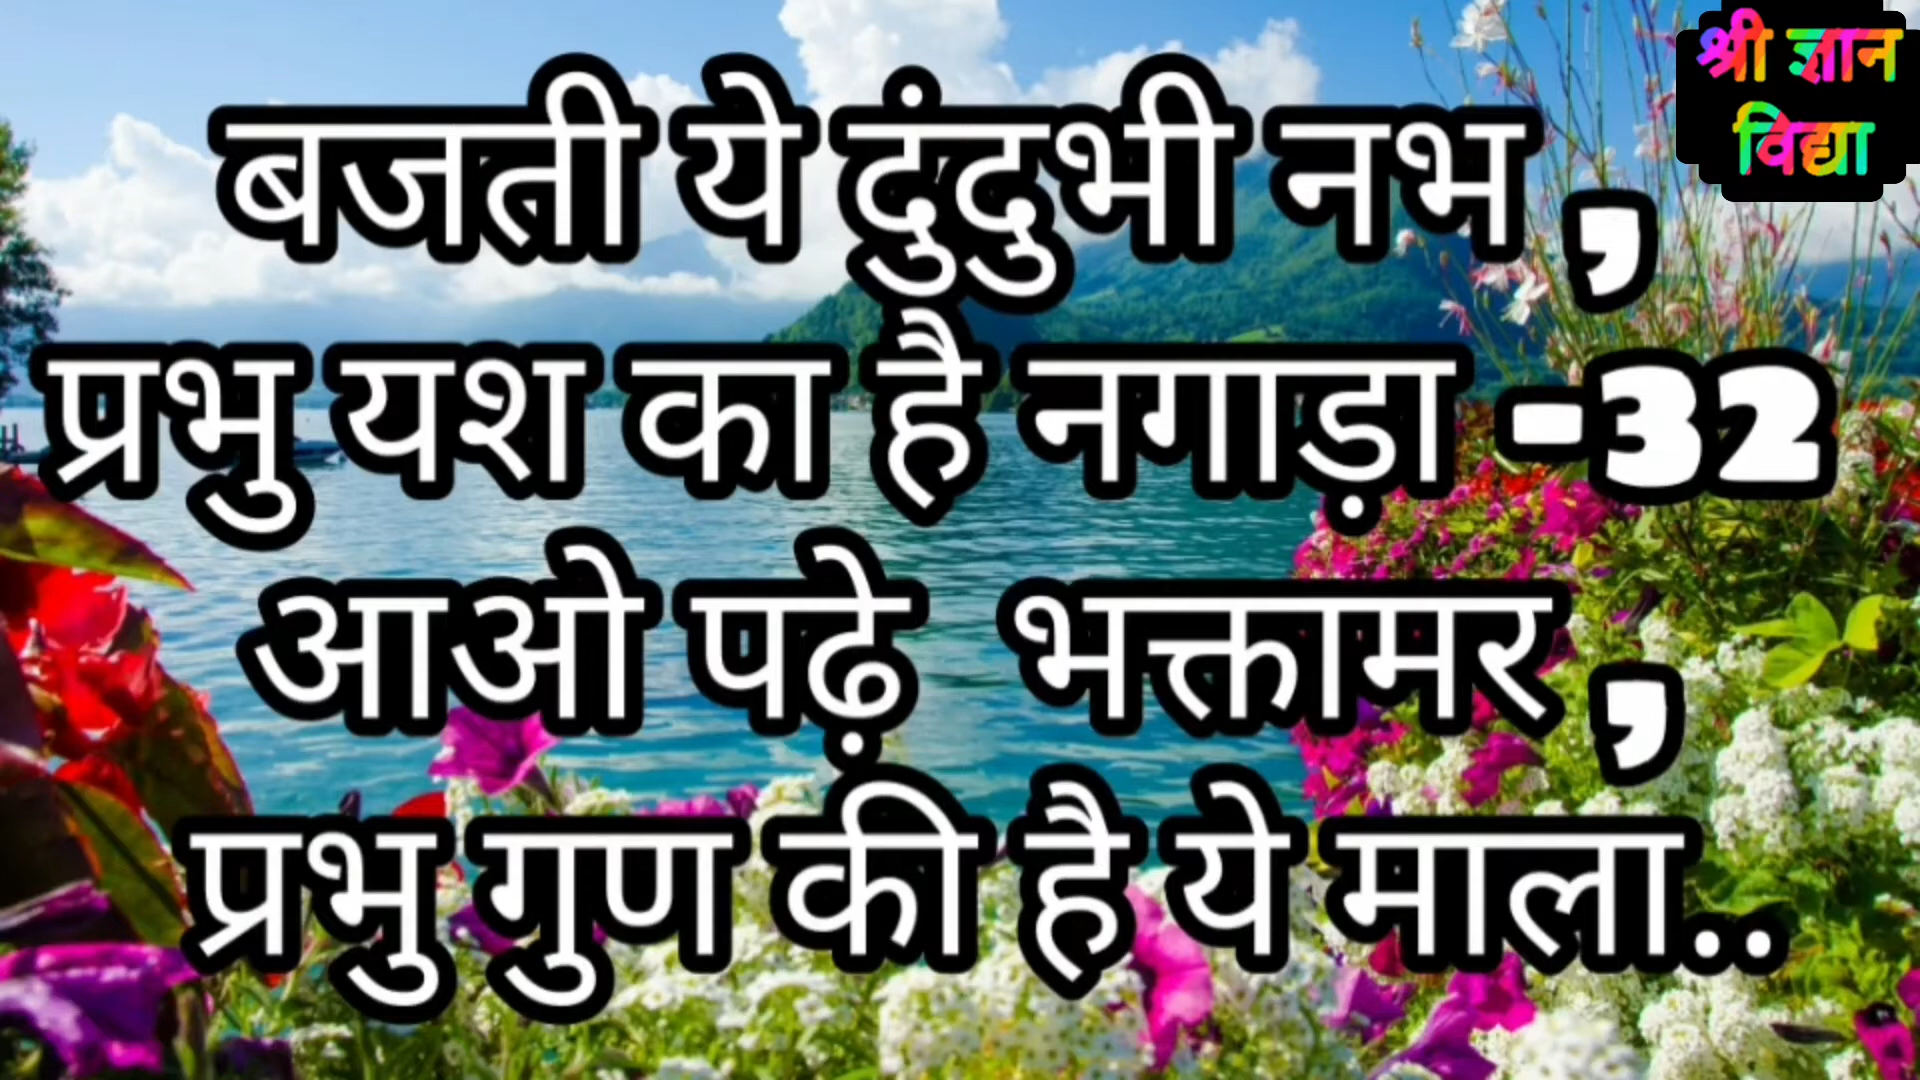 श्री ज्ञान
विद्या
बजती ये दुंदुभी नभ ,
प्रभु यश का है नगाड़ा -32
आओ पढ़े  भक्तामर ,
प्रभु गुण की है ये माला..